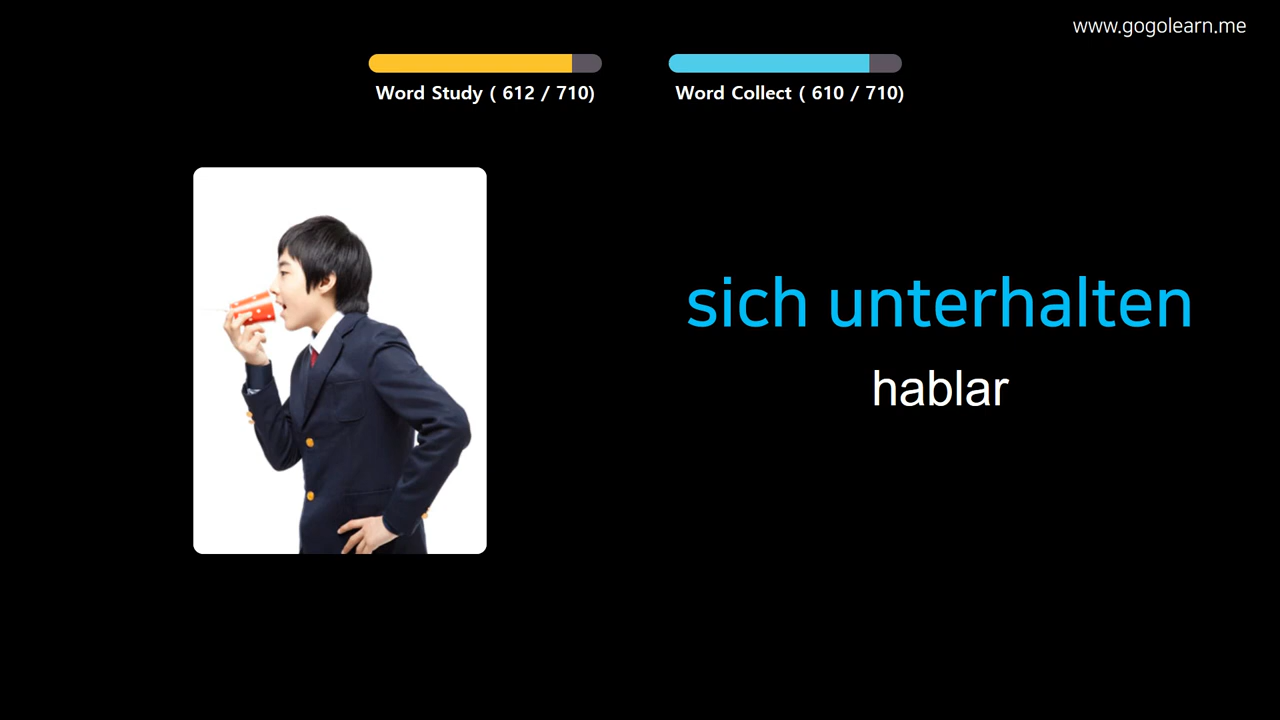 www.gogolearn.me
Word Study ( 612 / 710)
Word Collect ( 610 / 710)
sich unterhalten
hablar